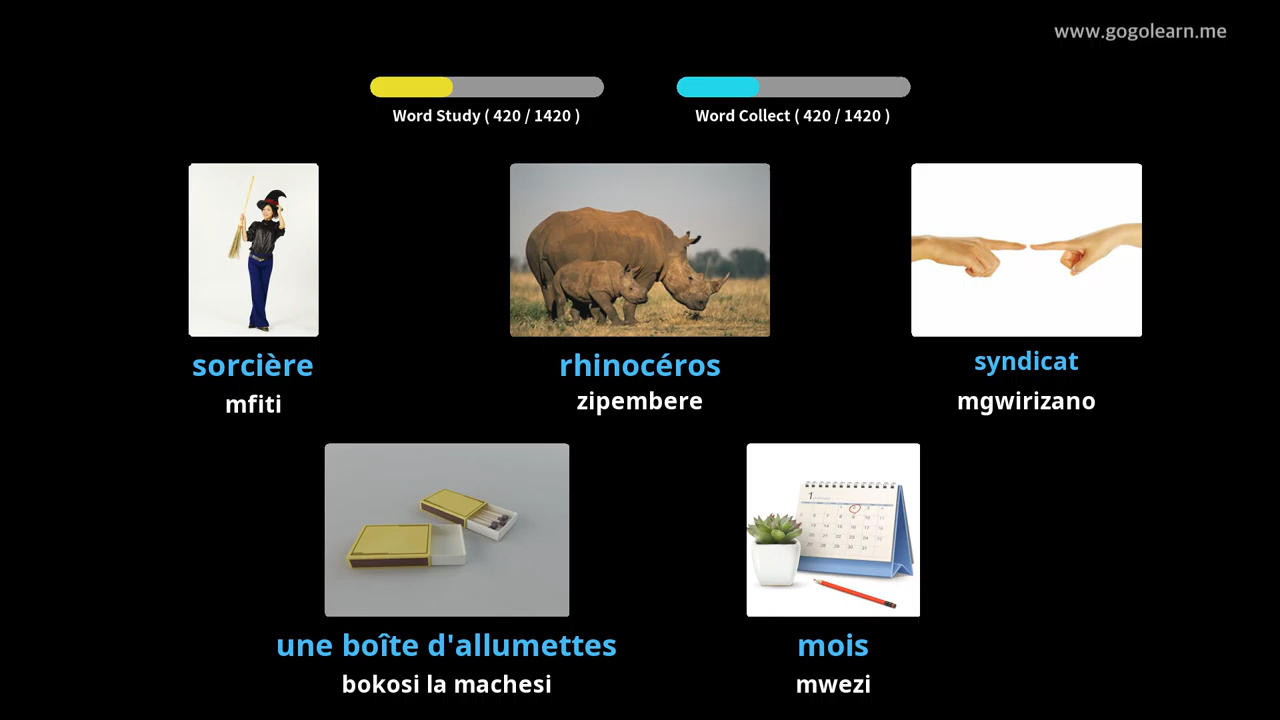 www.gogolearn.me
Word Study ( 420 / 1420 )
Word Collect ( 420 / 1420 )
sorcière
mfiti
rhinocéros
zipembere
syndicat
mgwirizano
une boîte d'allumettes
bokosi la machesi
mois
mwezi